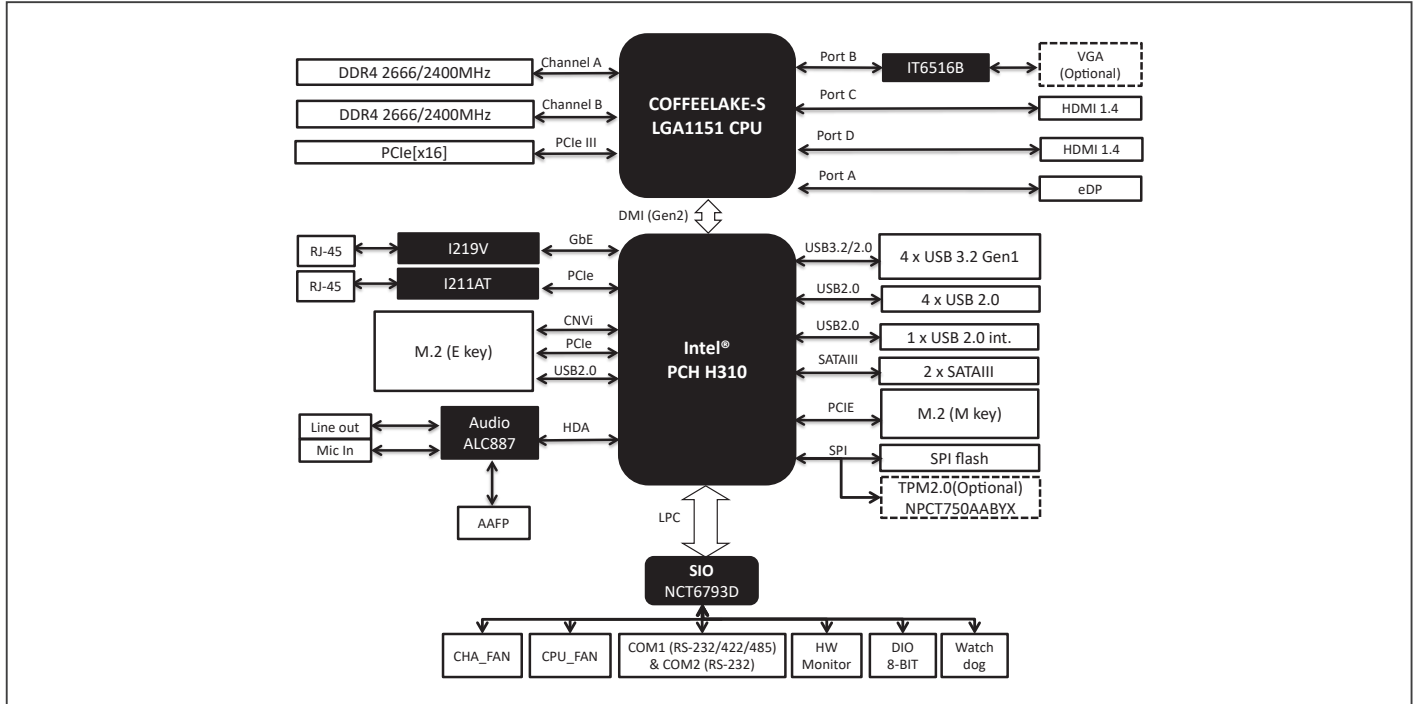 DDR4 2666/2400MHz
Channel A
DDR4 2666/2400MHz
Channel B
PCIe[x16]
PCIe III
COFFEELAKE-S
LGA1151 CPU
Port B
IT6516B
VGA
(Optional)
Port C
HDMI 1.4
Port D
HDMI 1.4
Port A
eDP
DMI (Gen2)
RJ-45
I219V
GbE
RJ-45
I211AT
PCIe
M.2 (E key)
CNVi
PCIe
USB2.0
Line out
Mic In
Audio
ALC887
HDA
AAFP
Intel®
PCH H310
USB3.2/2.0
4 x USB 3.2 Gen1
USB2.0
4 x USB 2.0
USB2.0
1 x USB 2.0 int.
SATAIII
2 x SATAIII
PCIE
M.2 (M key)
SPI
SPI flash
TPM2.0(Optional)
NPCT750AABYX
LPC
SIO
NCT6793D
CHA_FAN
CPU_FAN
COM1 (RS-232/422/485)
& COM2 (RS-232)
HW
Monitor
DIO
8-BIT
Watch
dog